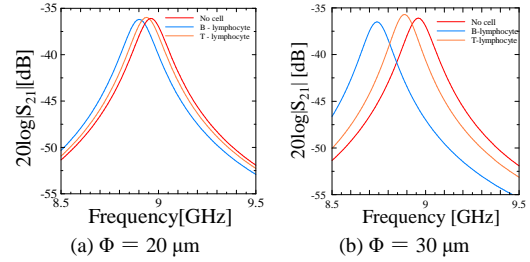 -35
-40
-45
-50
-55
20log|S21|[dB]
No cell
B - lymphocyte
T - lymphocyte
8.5
9
9.5
Frequency[GHz]
(a) Φ = 20 μm
-35
-40
-45
-50
-55
20log|S21| [dB]
No cell
B-lymphocyte
T-lymphocyte
8.5
9
9.5
Frequency [GHz]
(b) Φ = 30 μm